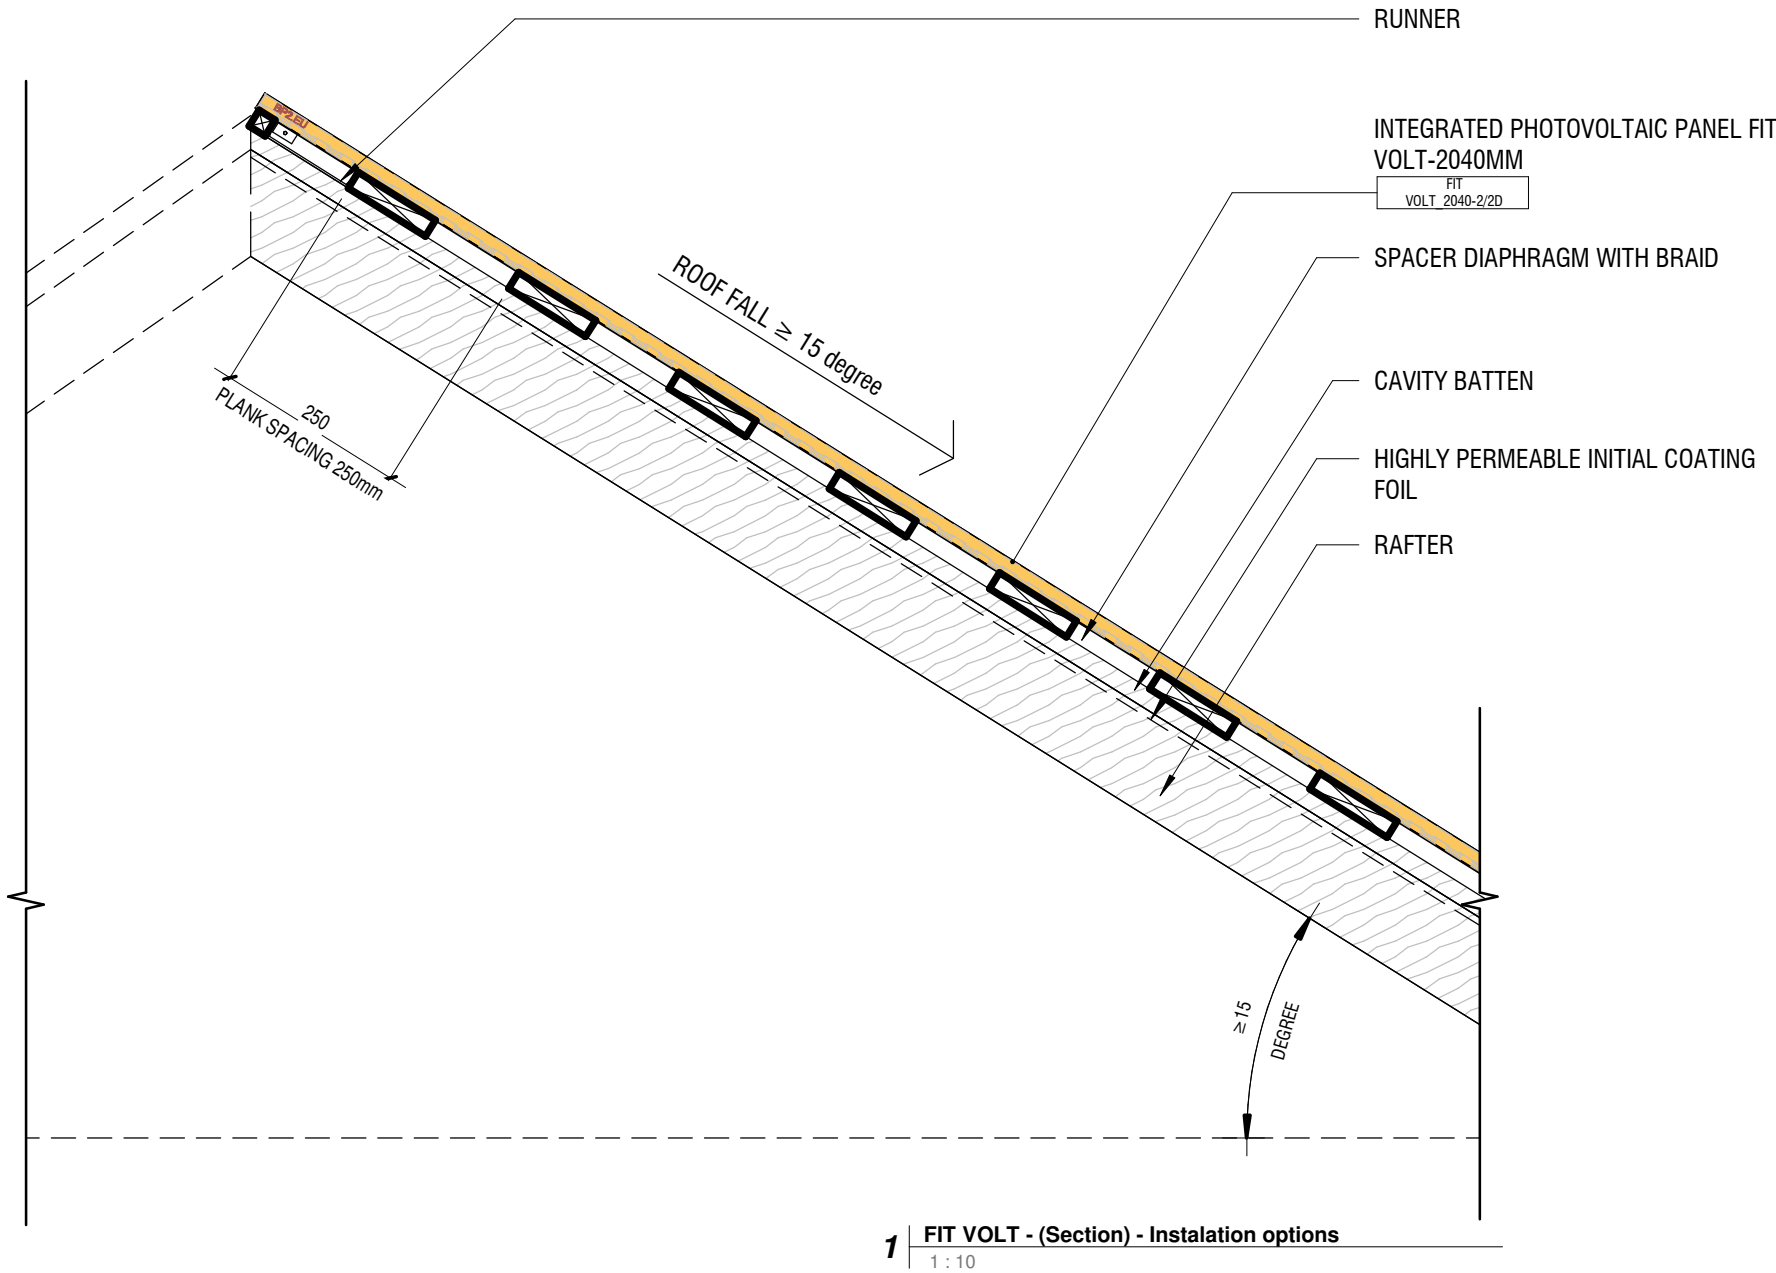 RUNNER
BP2.EU
INTEGRATED PHOTOVOLTAIC PANEL FIT
VOLT-2040MM
FIT
VOLT_2040-2/2D
SPACER DIAPHRAGM WITH BRAID
ROOF FALL ≥ 15 degree
CAVITY BATTEN
250
PLANK SPACING 250mm
HIGHLY PERMEABLE INITIAL COATING
FOIL
RAFTER
≥15
DEGREE
1
FIT VOLT - (Section) - Instalation options
1 : 10